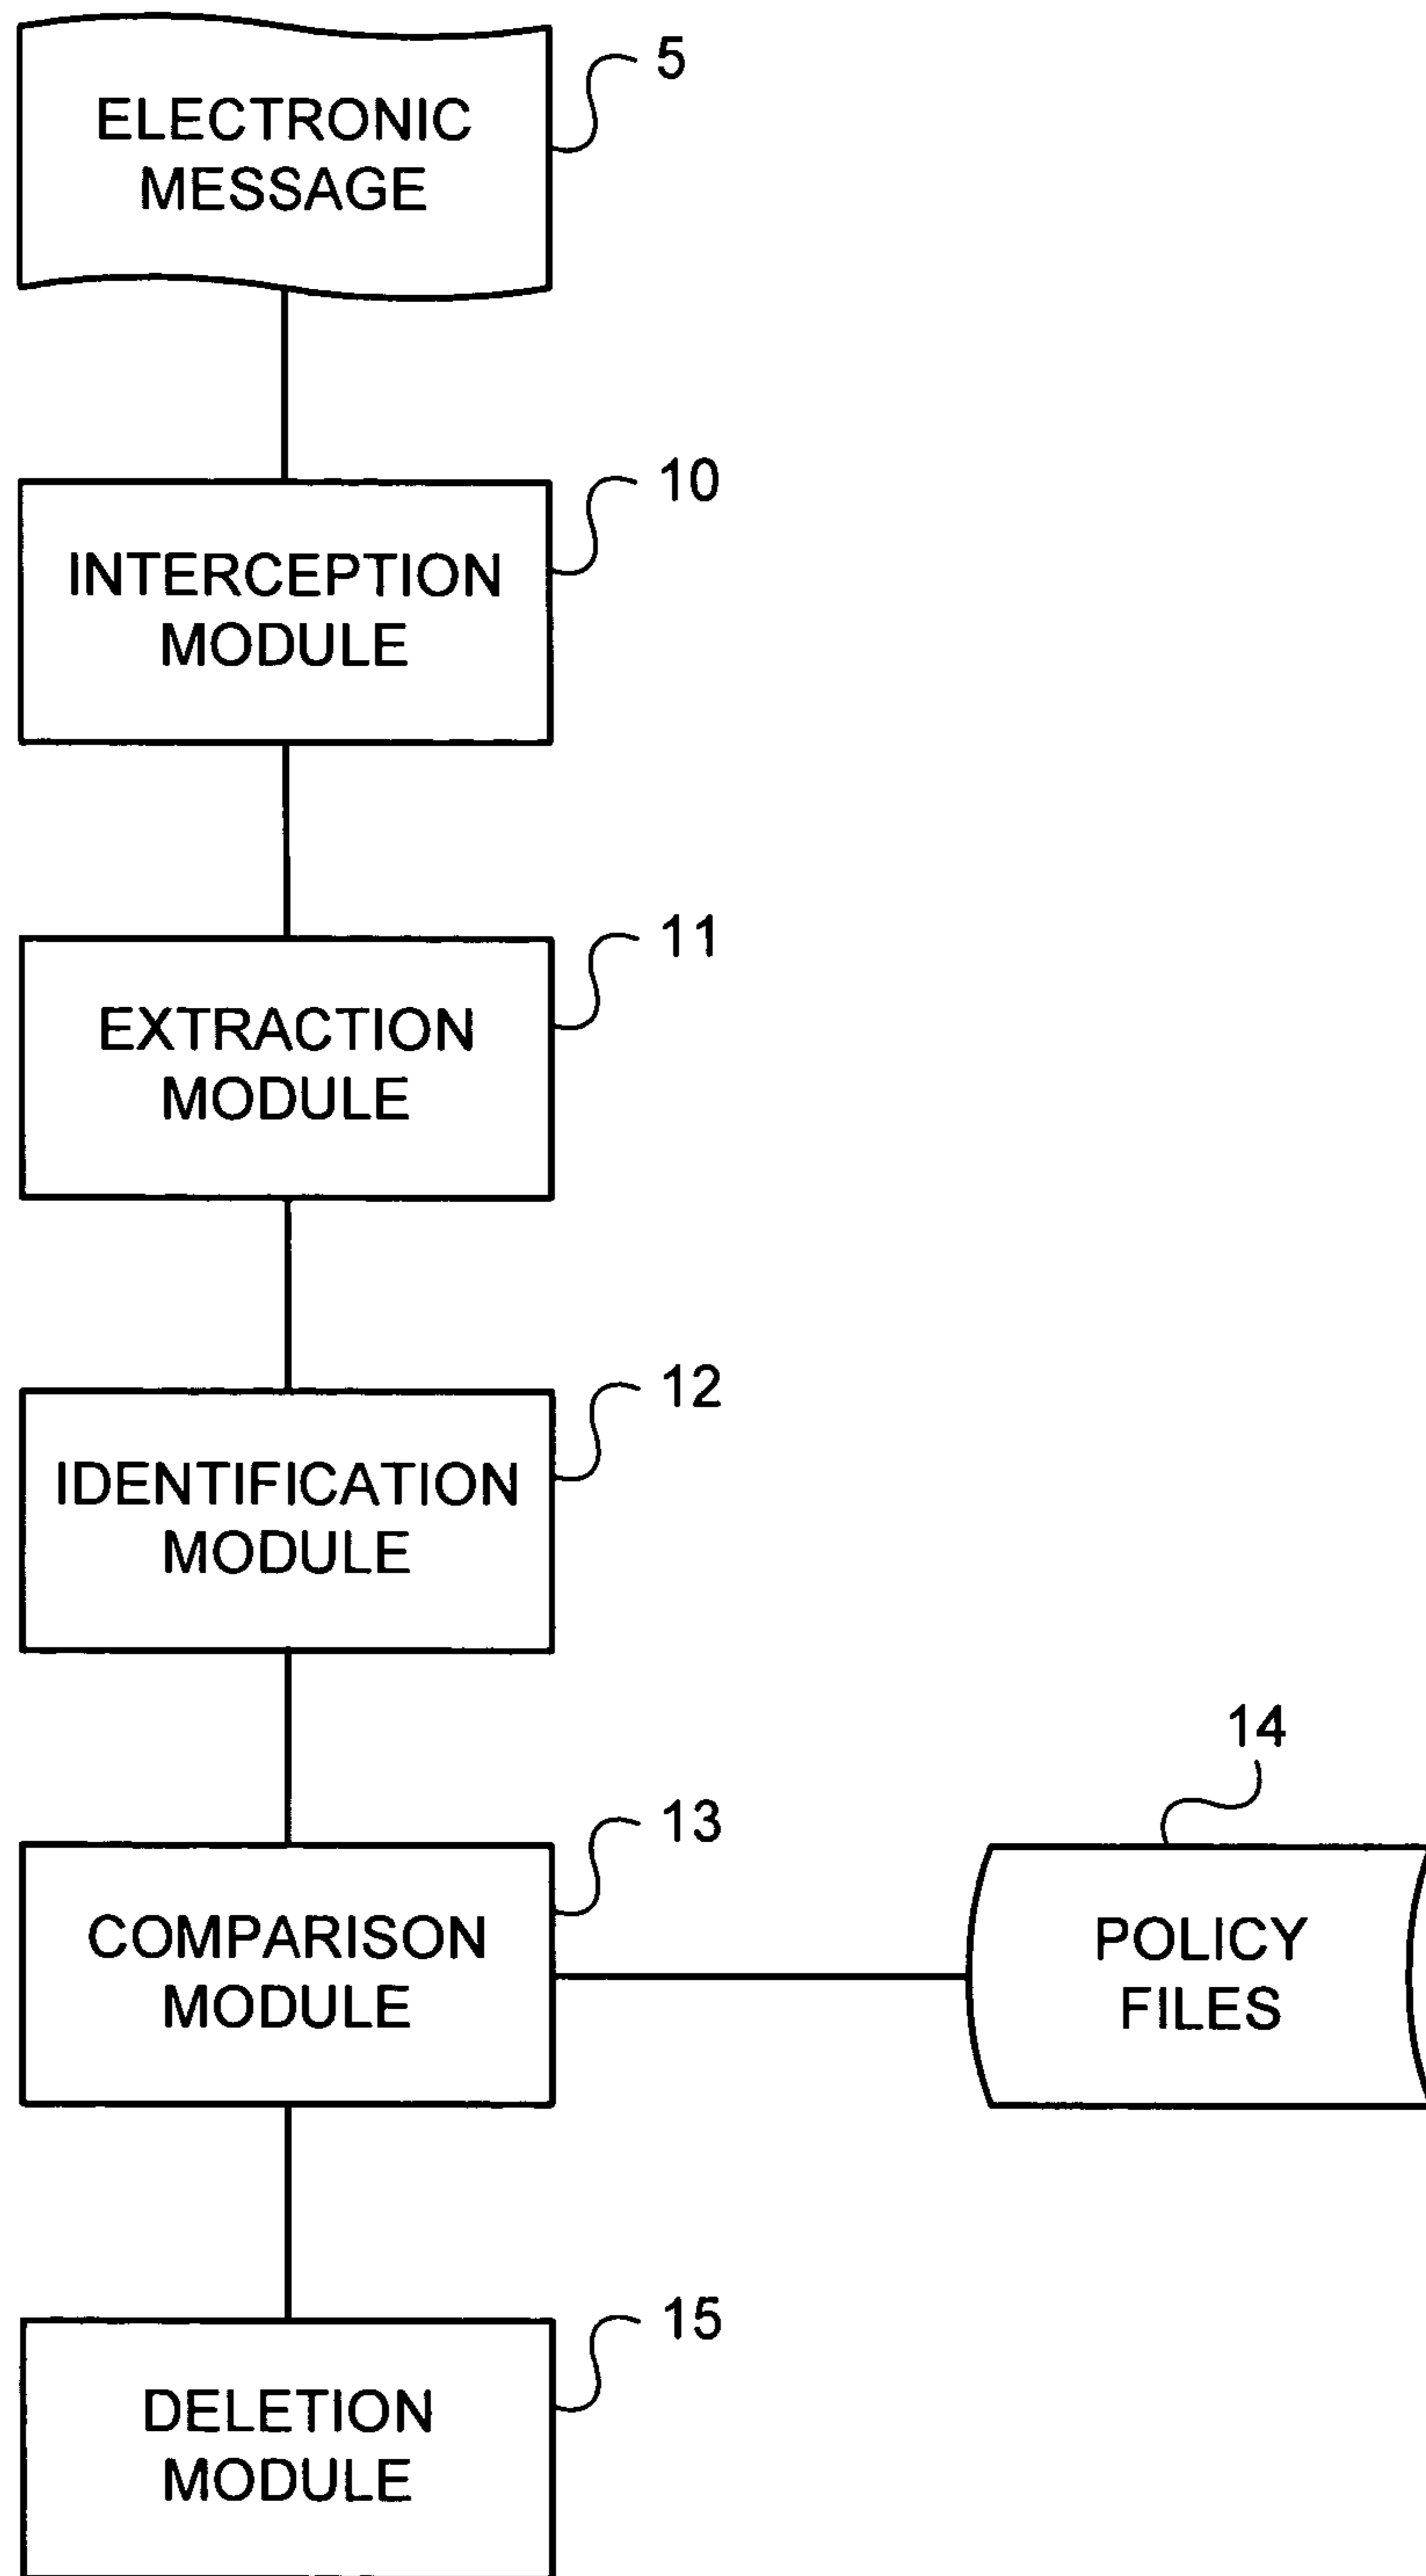 5
ELECTRONIC
MESSAGE
10
INTERCEPTION
MODULE
11
EXTRACTION
MODULE
12
IDENTIFICATION
MODULE
14
13
COMPARISON
MODULE
POLICY
FILES
15
DELETION
MODULE